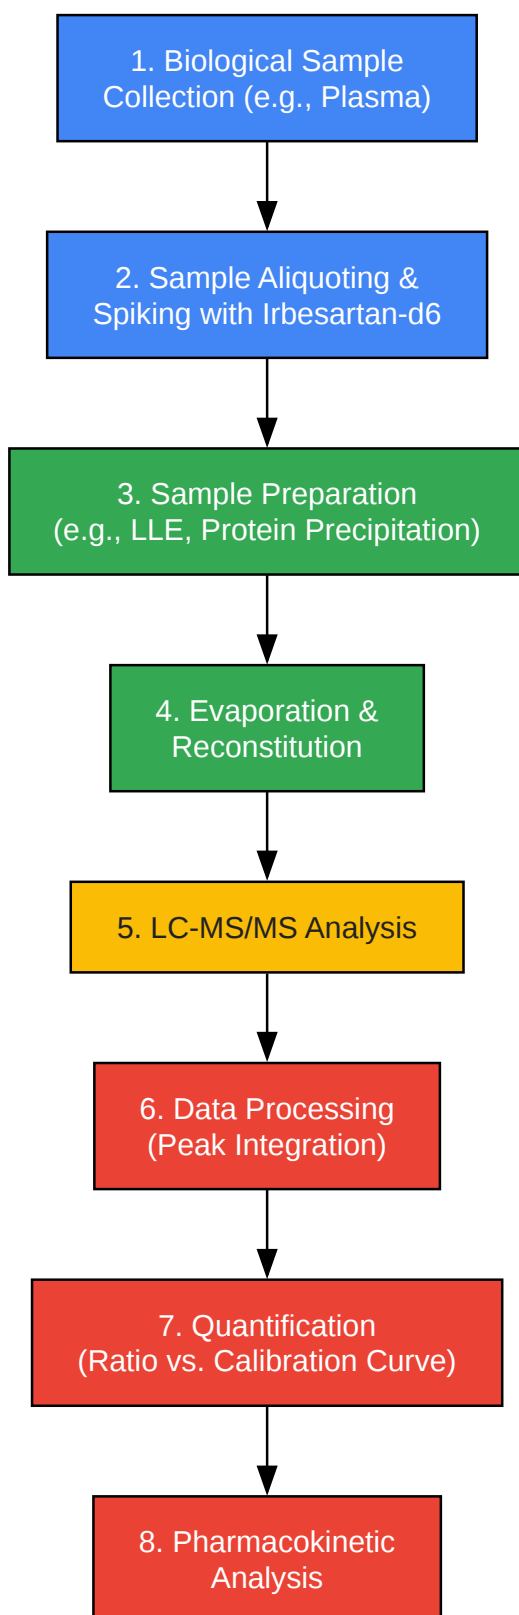 1. Biological Sample
Collection (e.g., Plasma)
2. Sample Aliquoting &
Spiking with Irbesartan-d6
3. Sample Preparation
(e.g., LLE, Protein Precipitation)
4. Evaporation &
Reconstitution
5. LC-MS/MS Analysis
6. Data Processing
(Peak Integration)
7. Quantification
(Ratio vs. Calibration Curve)
8. Pharmacokinetic
Analysis